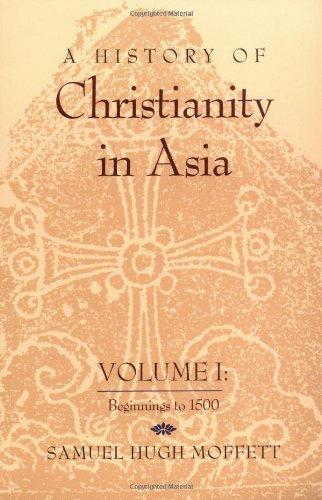 A HISTORY OF
Christianity
in Asia
VOLUME I:
Beginnings to 1500
SAMUEL HUGH MOFFETT